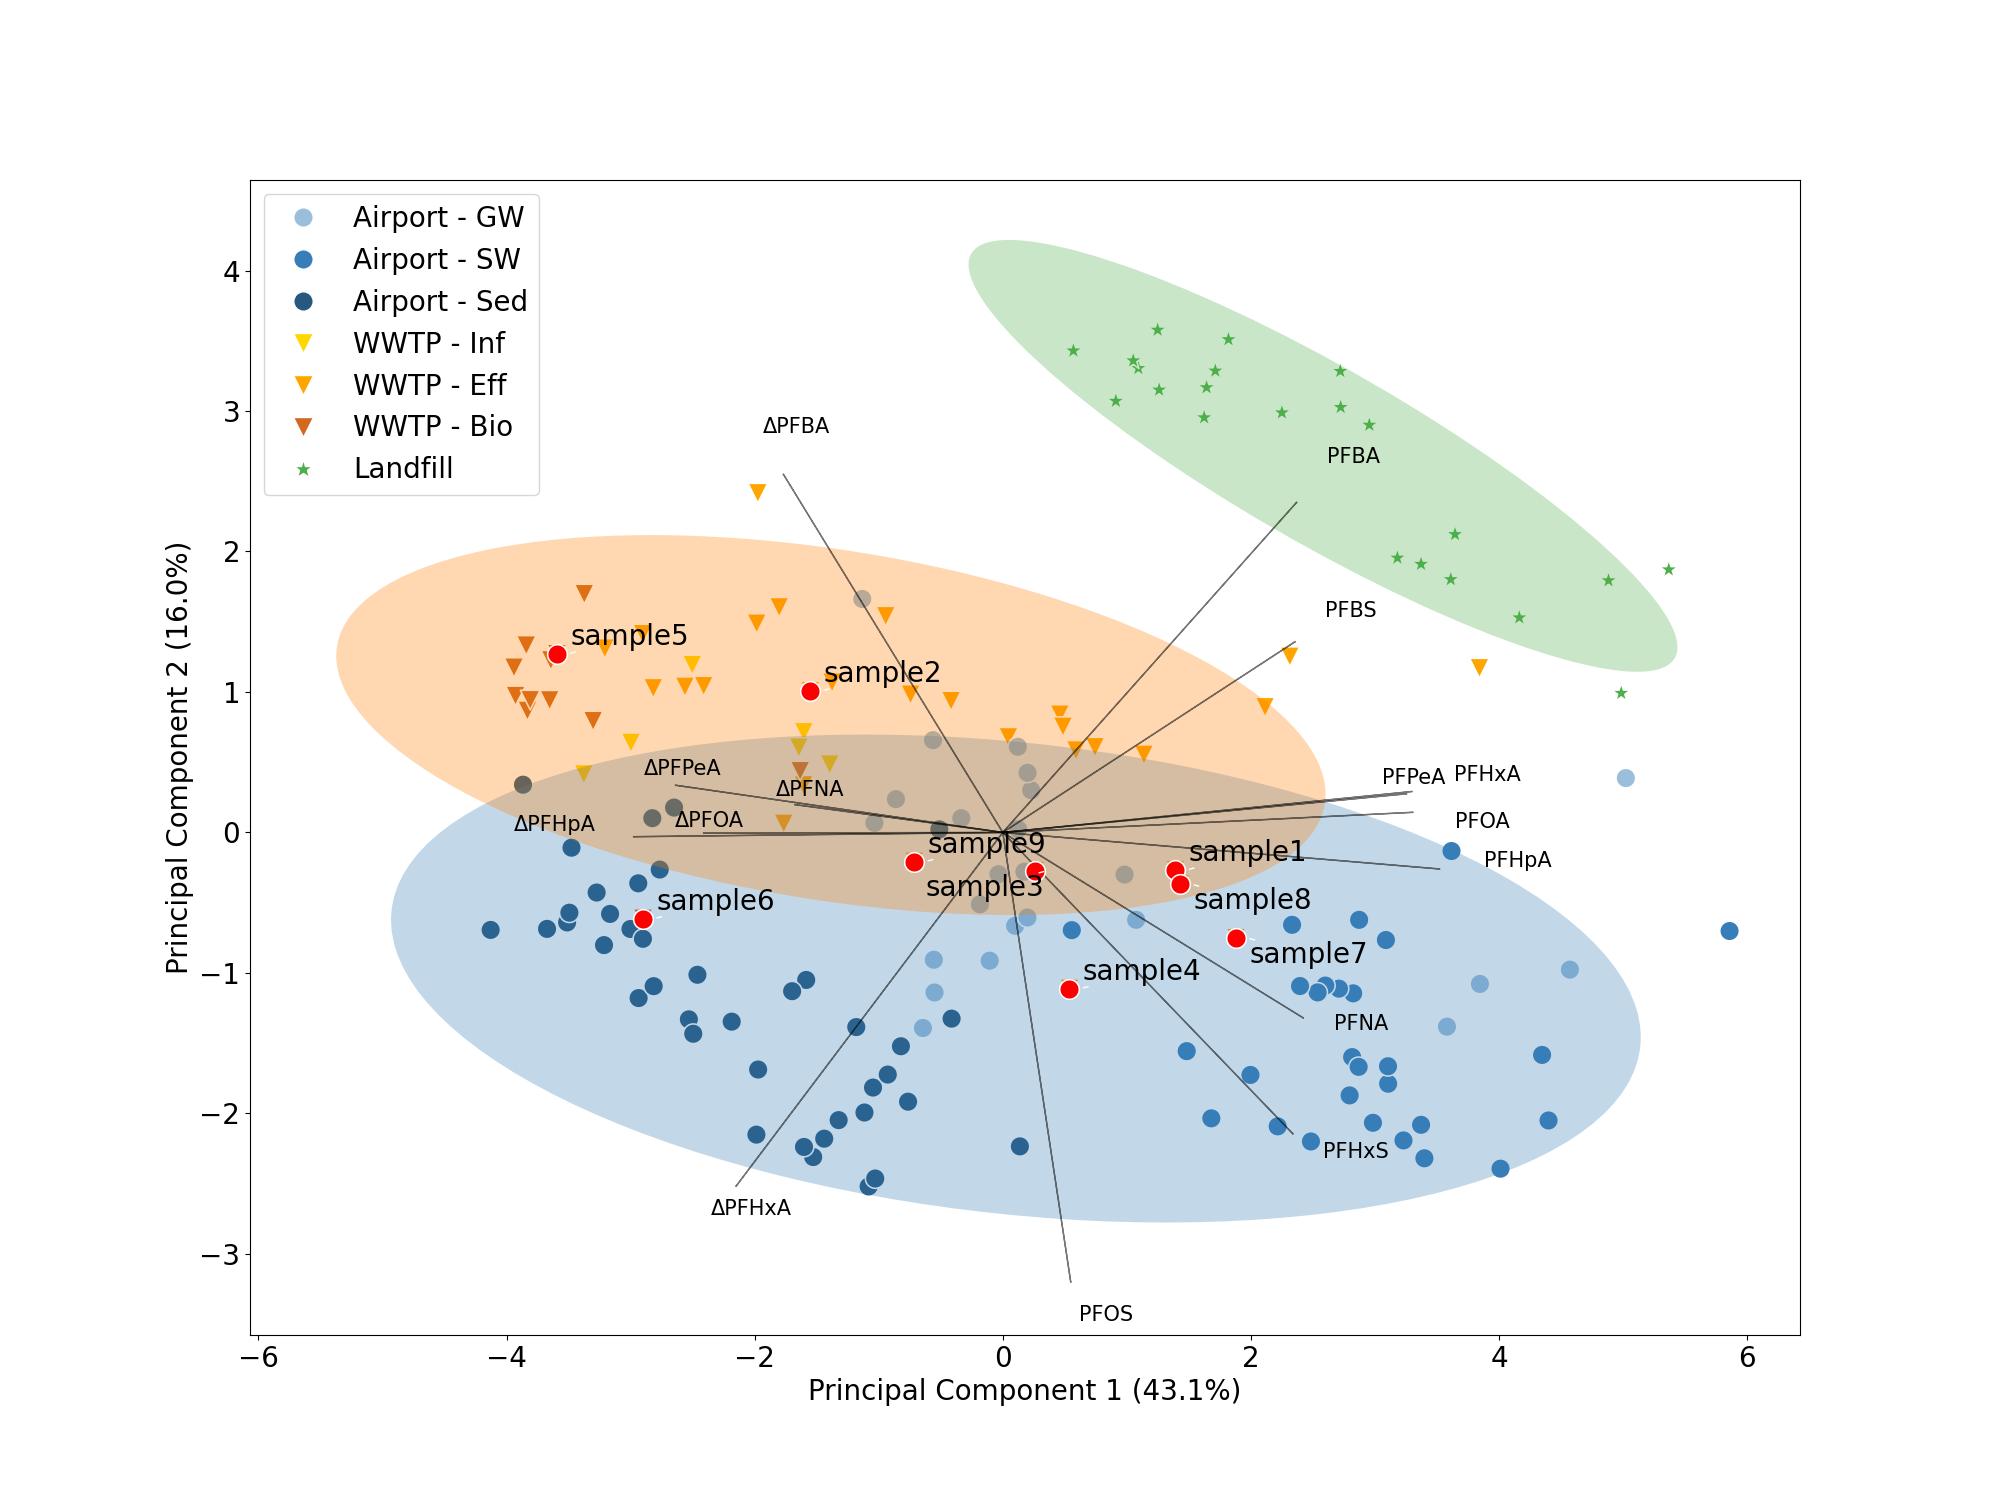 Airport - GW
Airport - SW
Airport - Sed
WWTP - Inf
WWTP - Eff
WWTP - Bio
Landfill
ΔPFBA
PFBA
PFBS
sample5
sample2
ΔPFPeA
ΔPFNA
PFPeA
PFHxA
ΔPFHpA
ΔPFOA
PFOA
sample9
sample1
PFHpA
sample3
sample6
sample8
sample7
sample4
PFNA
PFHxS
ΔPFHxA
PFOS
4
3
2
1
0
−1
−2
−3
Principal Component 2 (16.0%)
−6
−4
−2
0
2
4
6
Principal Component 1 (43.1%)